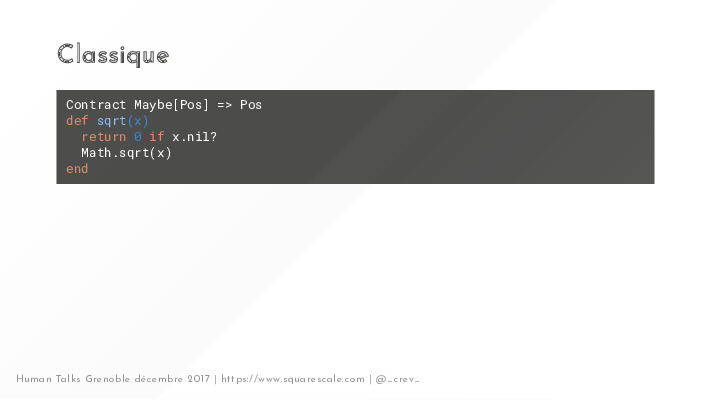 Classique
Contract Maybe[Pos] => Pos
def sqrt(x)
  return 0 if x.nil?
  Math.sqrt(x)
end
Human Talks Grenoble décembre 2017 | https://www.squarescale.com | @_crev_